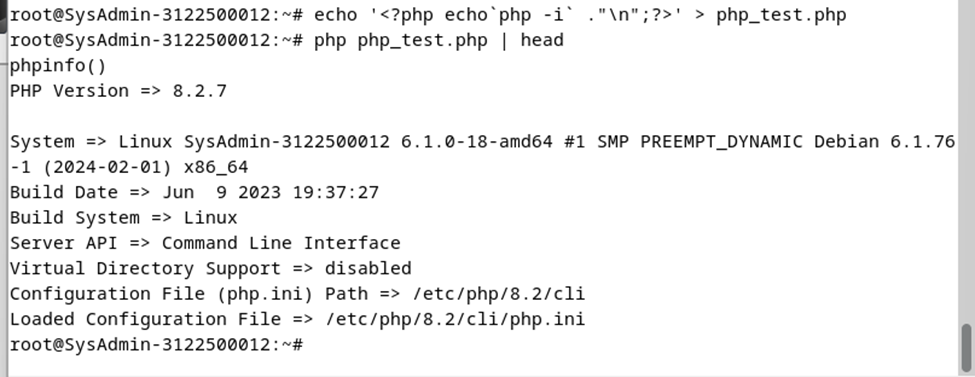 root@SysAdmin-3122500012:~# echo '<?php echo`php -i` ."\n";?>' > php_test.php
root@SysAdmin-3122500012:~# php php_test.php | head
phpinfo()
PHP Version => 8.2.7

System => Linux SysAdmin-3122500012 6.1.0-18-amd64 #1 SMP PREEMPT_DYNAMIC Debian 6.1.76
-1 (2024-02-01) x86_64
Build Date => Jun  9 2023 19:37:27
Build System => Linux
Server API => Command Line Interface
Virtual Directory Support => disabled
Configuration File (php.ini) Path => /etc/php/8.2/cli
Loaded Configuration File => /etc/php/8.2/cli/php.ini
root@SysAdmin-3122500012:~#